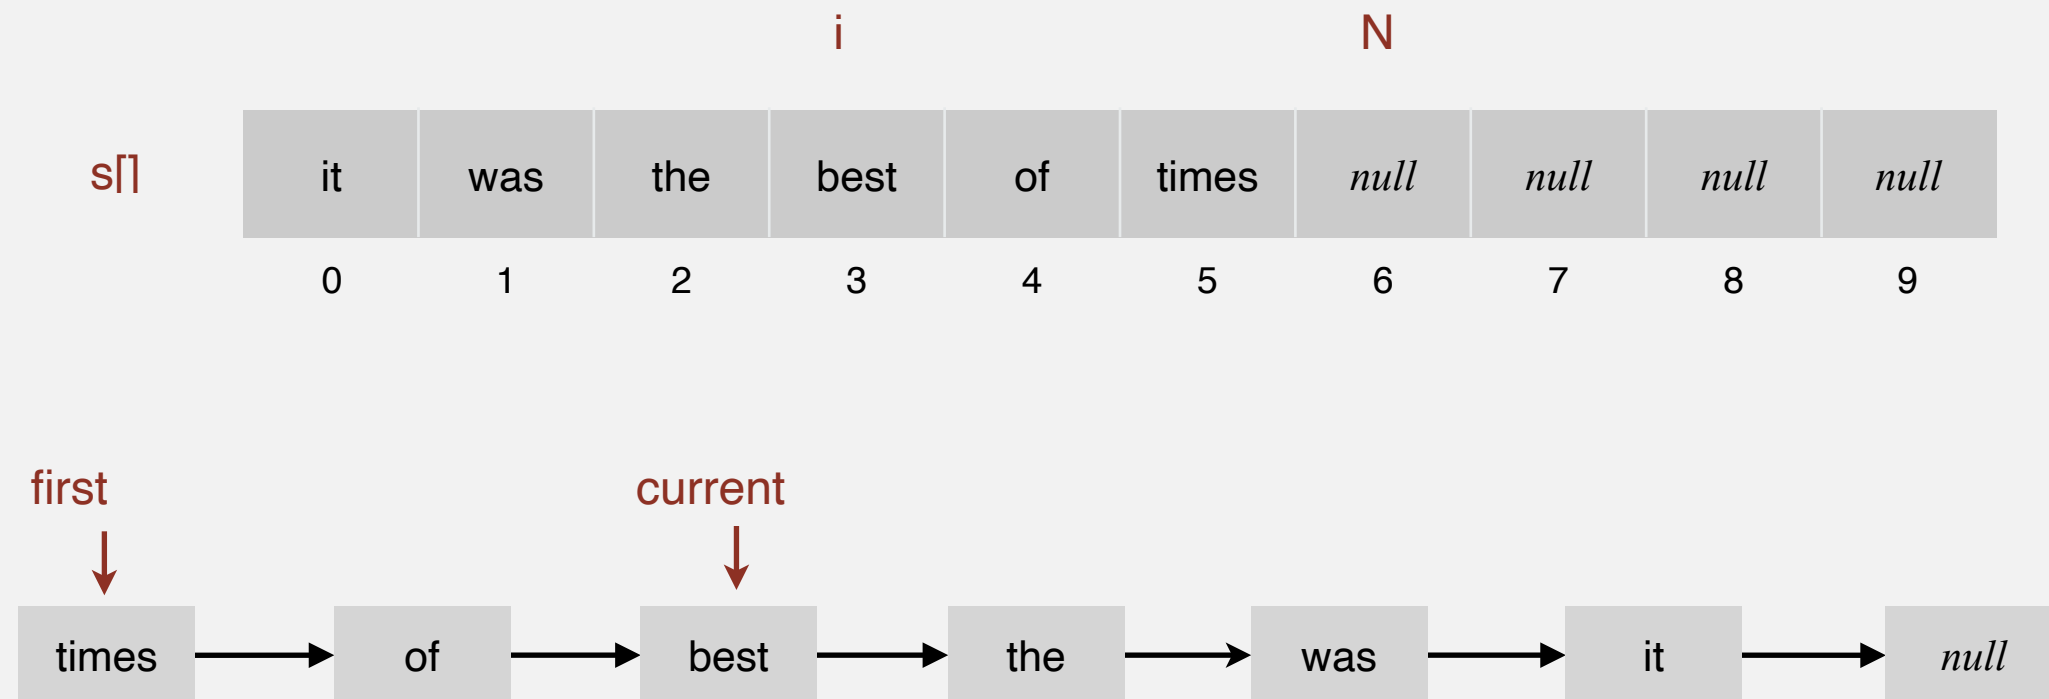 i N
s[] it was the best of times null null null null
0 1 2 3 4 5 6 7 8 9
first current
times of best the was it null